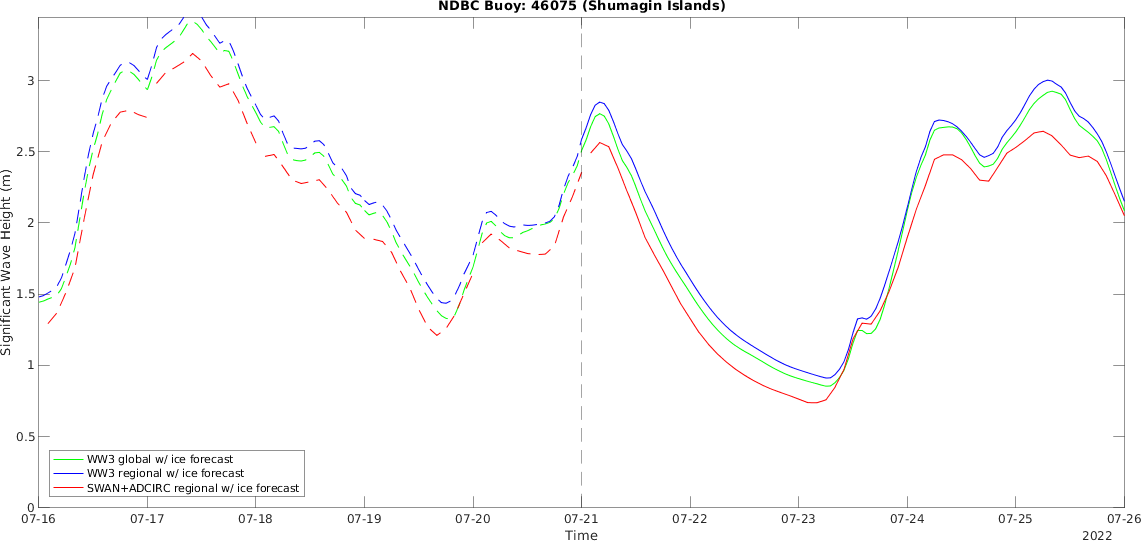 NDBC Buoy: 46075 (Shumagin Islands)
Significant Wave Height (m)
3
2.5
2
1.5
1
0.5
0
WW3 global w/ ice forecast
WW3 regional w/ ice forecast
SWAN+ADCIRC regional w/ ice forecast
07-16 07-17 07-18 07-19 07-20 07-21 07-22 07-23 07-24 07-25 07-26
Time
2022